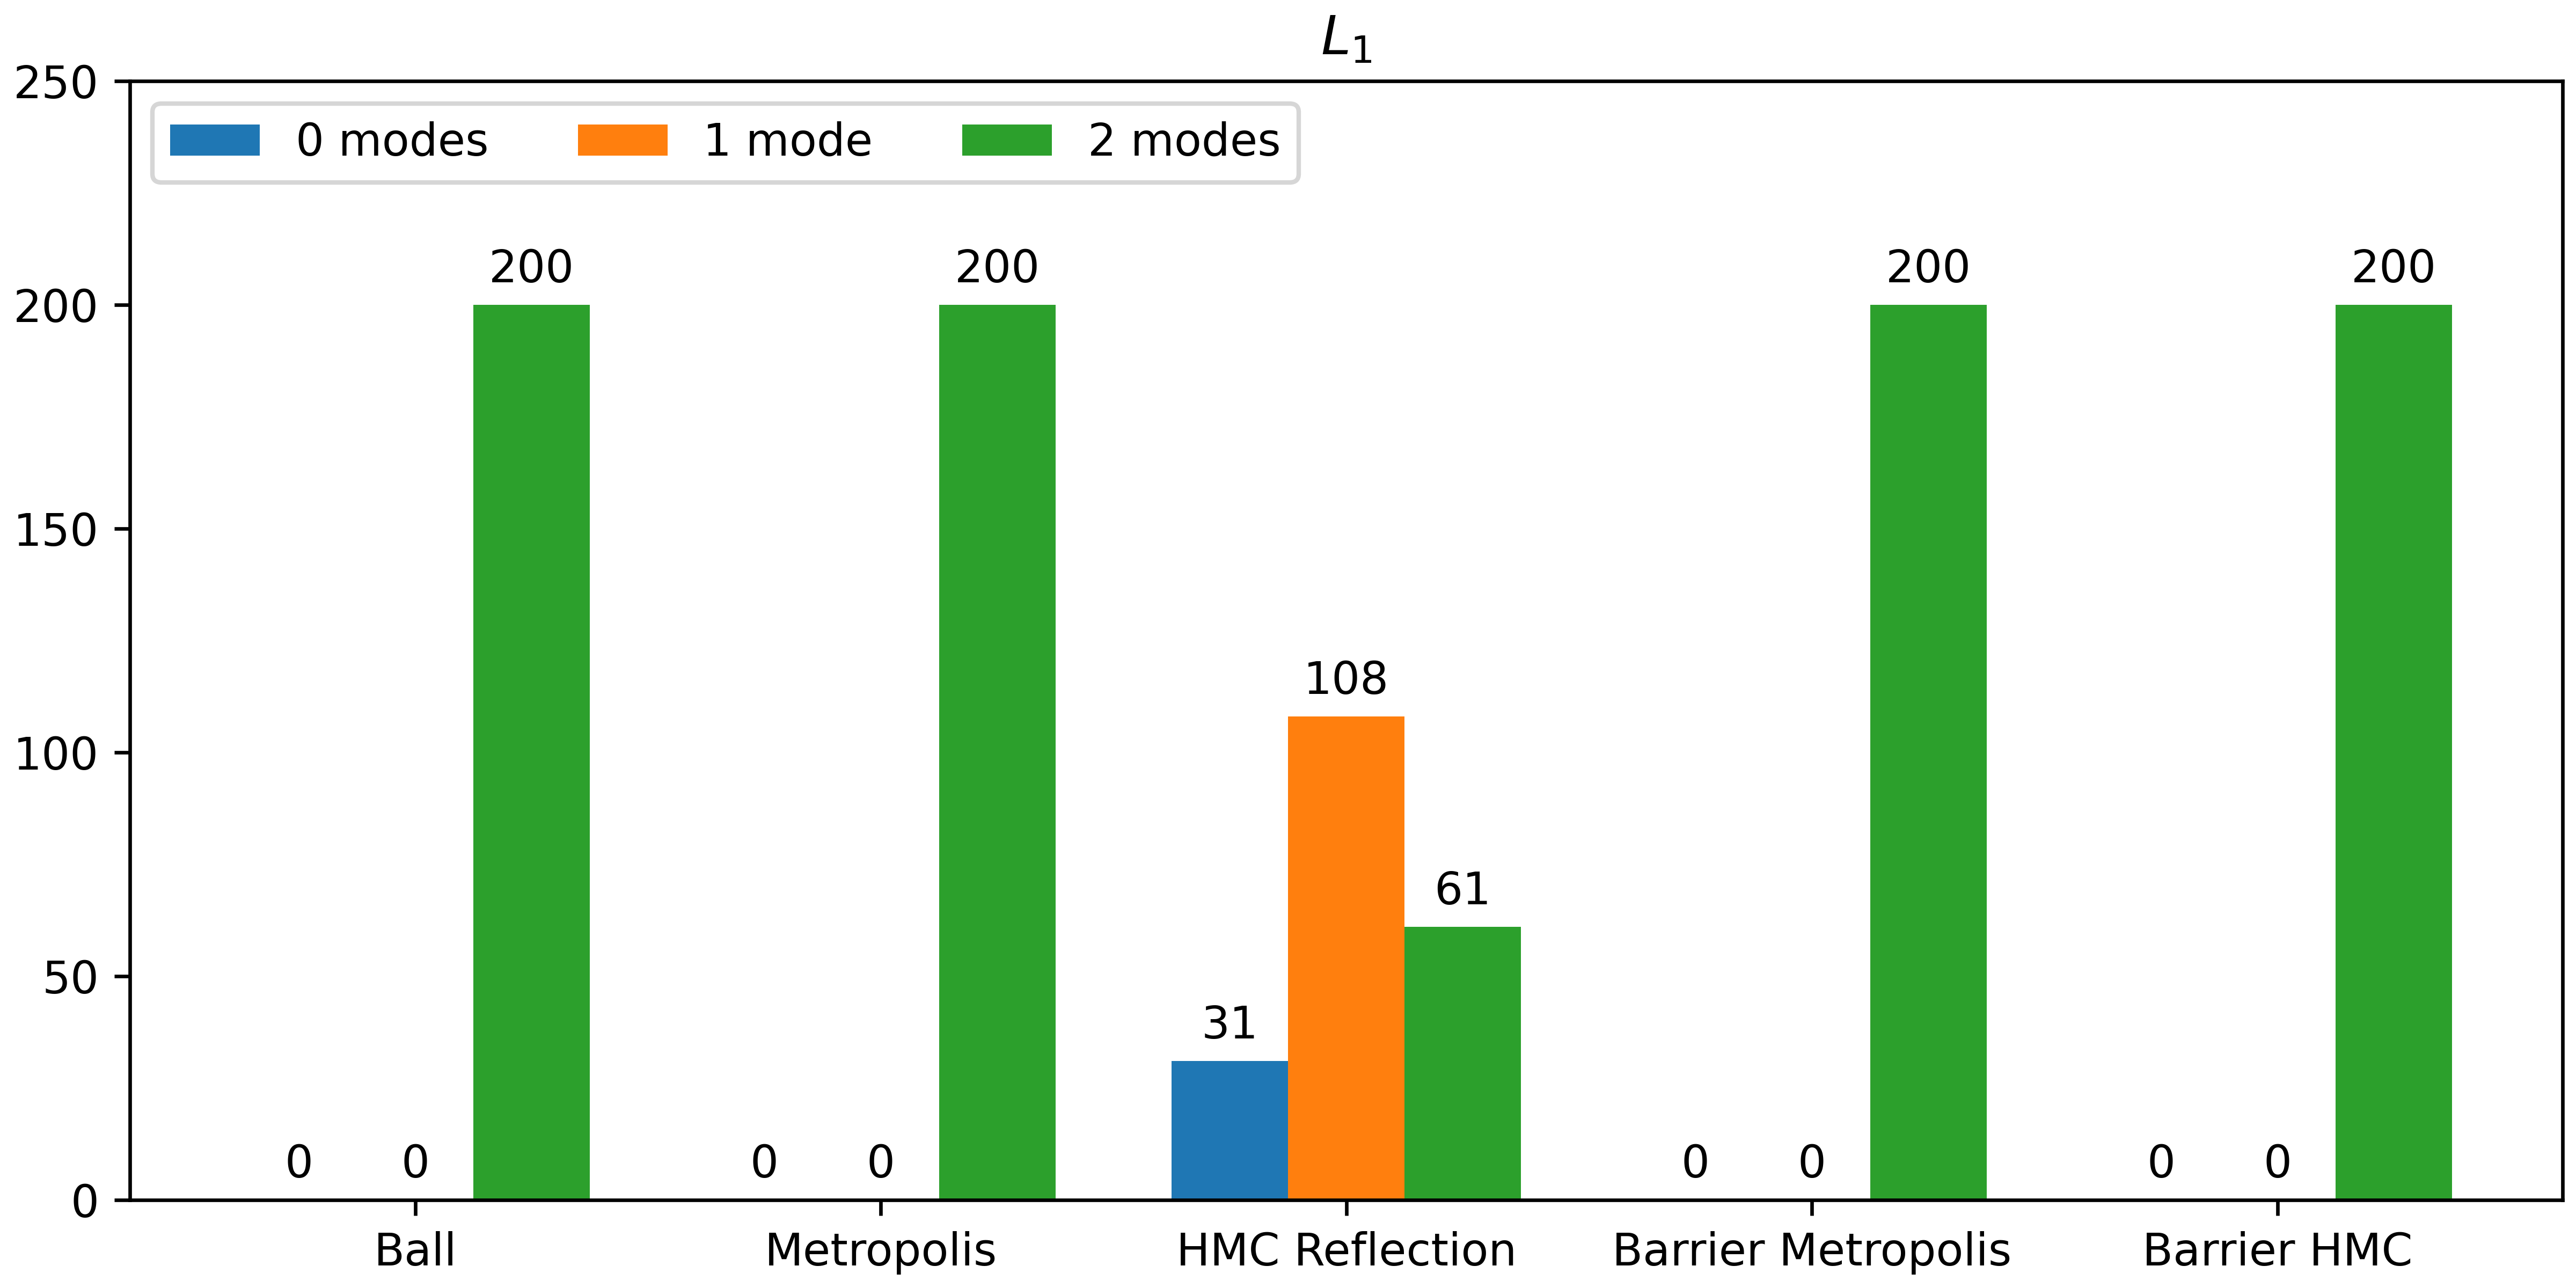 L₁
250
0 modes 1 mode 2 modes
200 200 200 200
200
150
108
100
61
50
31
0 0 0 0 0 0 0 0
0
Ball Metropolis HMC Reflection Barrier Metropolis Barrier HMC